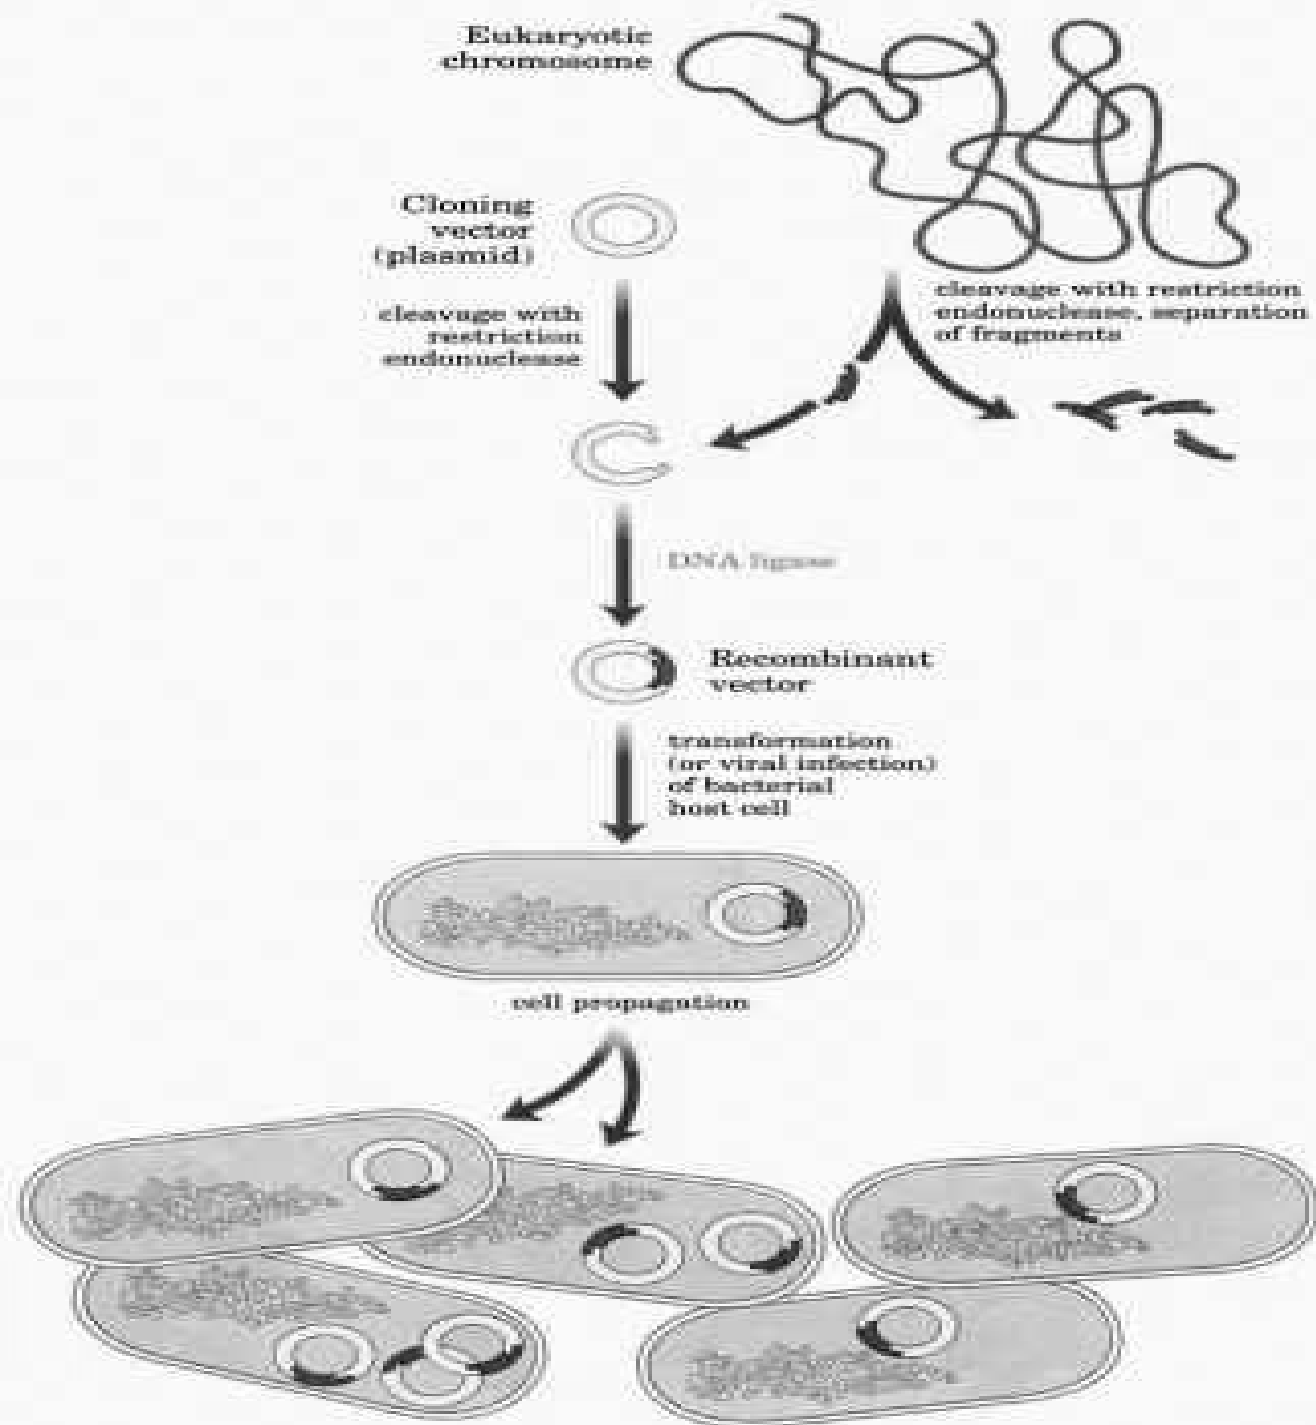 Eukaryotic
chromosome
Cloning
vector
(plasmid)
cleavage with
restriction
endonuclease
cleavage with restriction
endonuclease, separation
of fragments
DNA ligase
Recombinant
vector
transformation
(or viral infection)
of bacterial
host cell
cell propagation